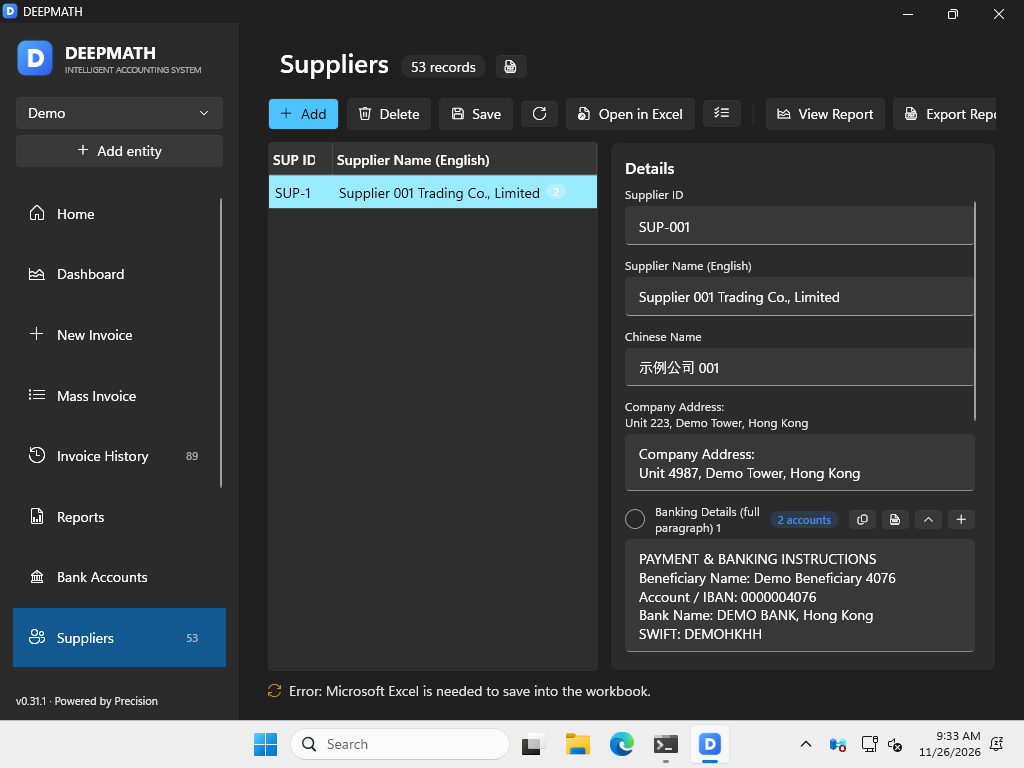 DEEPMATH
DEEPMATH
INTELLIGENT ACCOUNTING SYSTEM
Demo
Add entity
Home
Dashboard
New Invoice
Mass Invoice
Invoice History 89
Reports
Bank Accounts
Suppliers 53
v0.31.1 · Powered by Precision
Suppliers 53 records
Add Delete Save Open in Excel View Report Export Repo
SUP ID Supplier Name (English)
SUP-1 Supplier 001 Trading Co., Limited 2
Details
Supplier ID
SUP-001
Supplier Name (English)
Supplier 001 Trading Co., Limited
Chinese Name
示例公司 001
Company Address:
Unit 223, Demo Tower, Hong Kong
Company Address:
Unit 4987, Demo Tower, Hong Kong
Banking Details (full
paragraph) 1
2 accounts
PAYMENT & BANKING INSTRUCTIONS
Beneficiary Name: Demo Beneficiary 4076
Account / IBAN: 0000004076
Bank Name: DEMO BANK, Hong Kong
SWIFT: DEMOHKHH
Error: Microsoft Excel is needed to save into the workbook.
Search
9:33 AM
11/26/2026